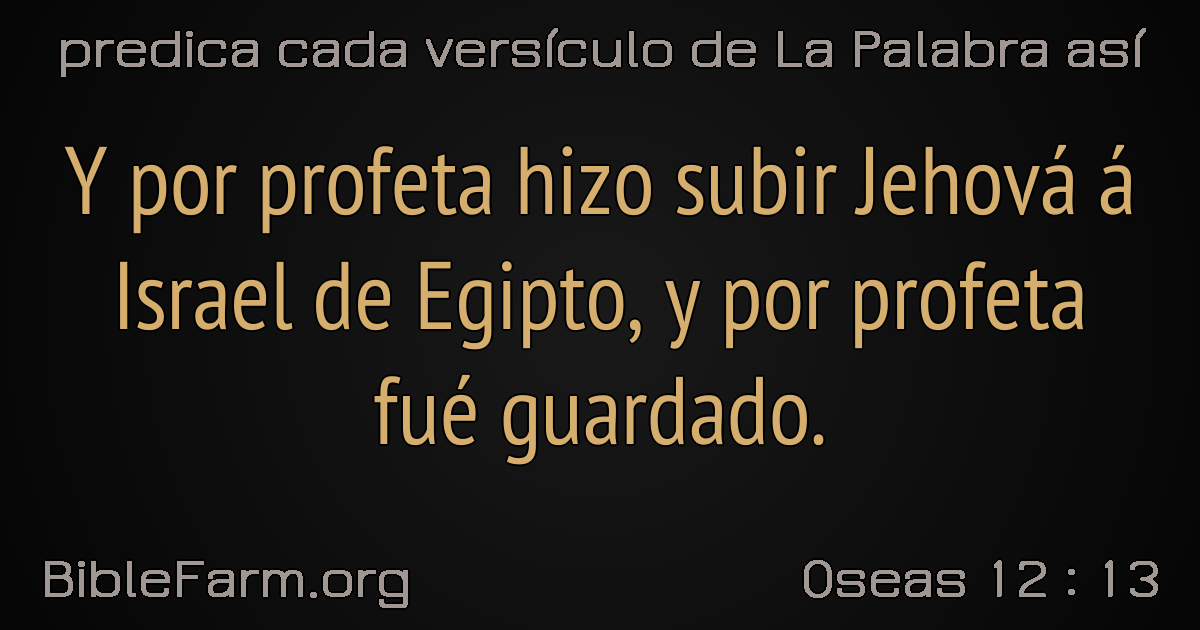 predica cada versículo de La Palabra así
Y por profeta hizo subir Jehová á
Israel de Egipto, y por profeta
fué guardado.
BibleFarm.org
Oseas 12 : 13